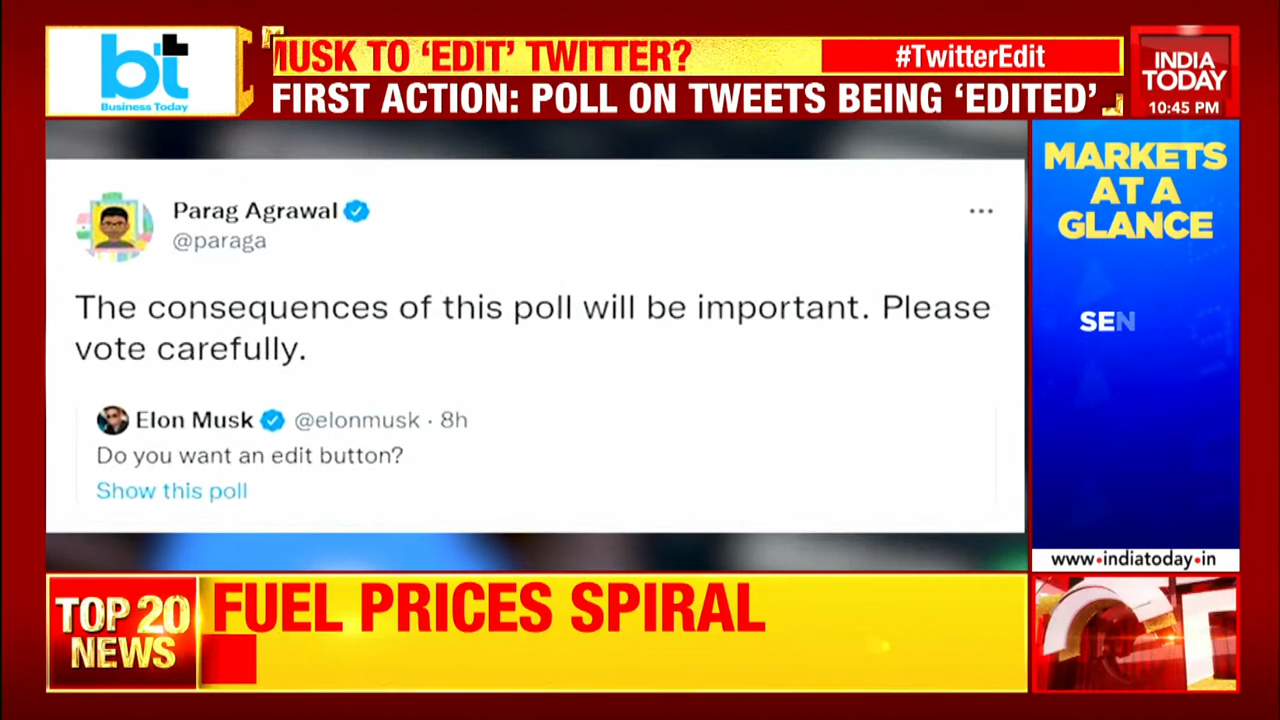 bt
Business Today
MUSK TO ‘EDIT’ TWITTER?
#TwitterEdit
FIRST ACTION: POLL ON TWEETS BEING ‘EDITED’
INDIA
TODAY
10:45 PM
Parag Agrawal
@paraga
The consequences of this poll will be important. Please
vote carefully.
Elon Musk @elonmusk · 8h
Do you want an edit button?
Show this poll
MARKETS
AT A
GLANCE
SEN
www•indiatoday•in
TOP 20
NEWS
FUEL PRICES SPIRAL